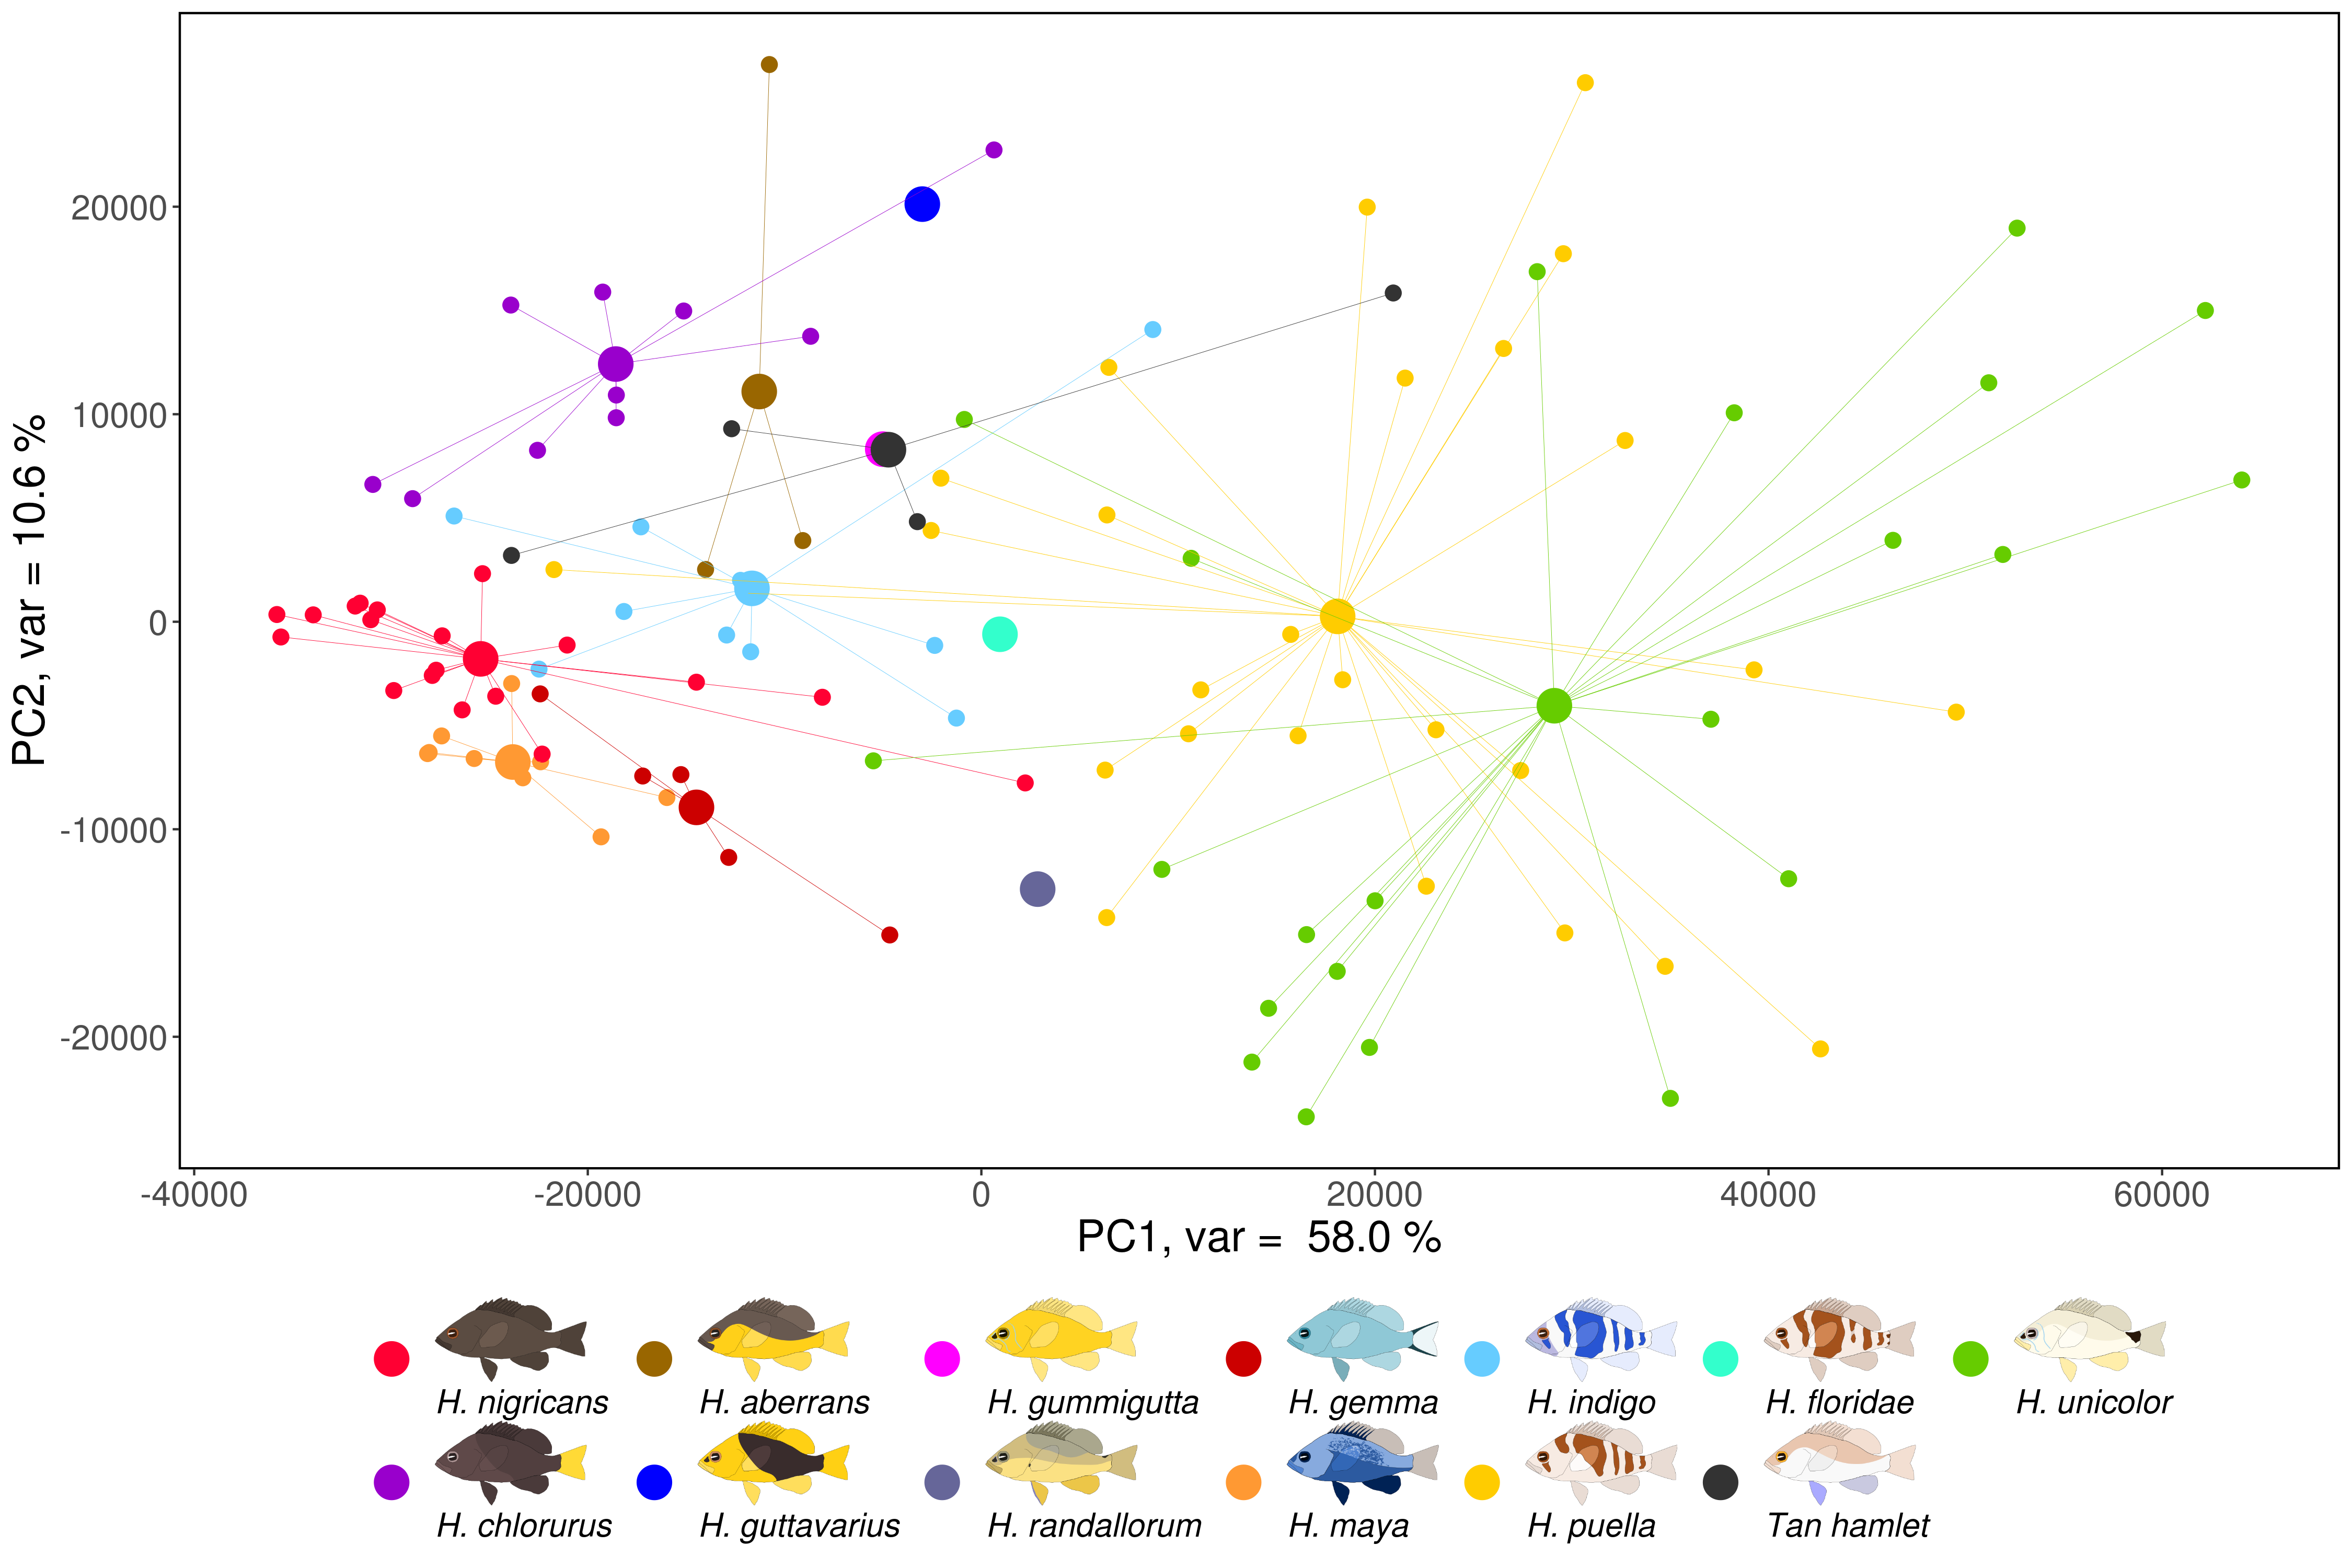 PC2, var = 10.6 %
20000
10000
0
-10000
-20000
-40000 -20000 0 20000 40000 60000
PC1, var = 58.0 %
H. nigricans H. aberrans H. gummigutta H. gemma H. indigo H. floridae H. unicolor
H. chlorurus H. guttavarius H. randallorum H. maya H. puella Tan hamlet